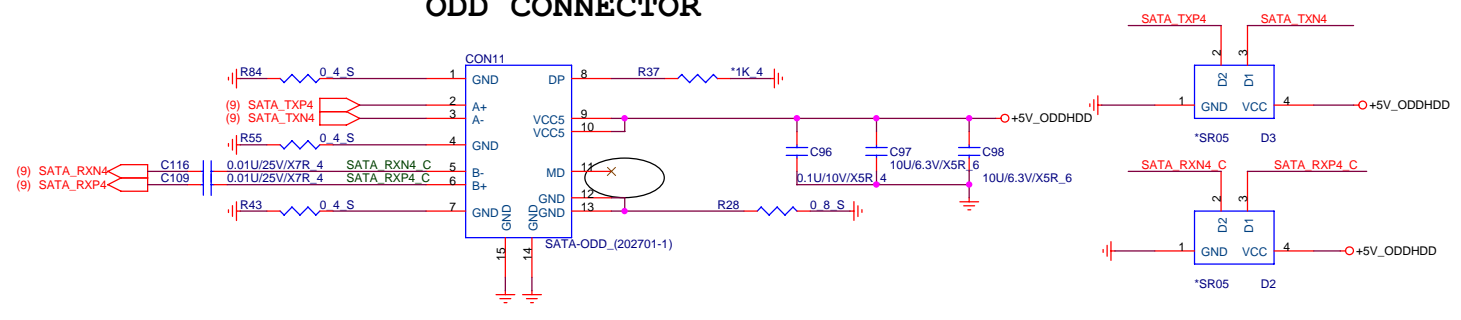 ODD CONNECTOR
SATA_TXP4 SATA_TXN4
CON11
R84 0_4_S 1 GND DP 8 R37 *1K_4
2 3
D2 D1
(9) SATA_TXP4 2 A+
(9) SATA_TXN4 3 A-
1 GND VCC 4 +5V_ODDHDD
VCC5 9 +5V_ODDHDD
VCC5 10
*SR05 D3
R55 0_4_S 4 GND
C96 C97 C98
(9) SATA_RXN4 C116 0.01U/25V/X7R_4 SATA_RXN4_C 5 B- MD 11
10U/6.3V/X5R_6
SATA_RXN4_C SATA_RXP4_C
(9) SATA_RXP4 C109 0.01U/25V/X7R_4 SATA_RXP4_C 6 B+
0.1U/10V/X5R_4 10U/6.3V/X5R_6
GND 12
R43 0_4_S 7 GND GND 13 R28 0_8_S
GND GND
2 3
D2 D1
SATA-ODD_(202701-1)
15 14
1 GND VCC 4 +5V_ODDHDD
*SR05 D2